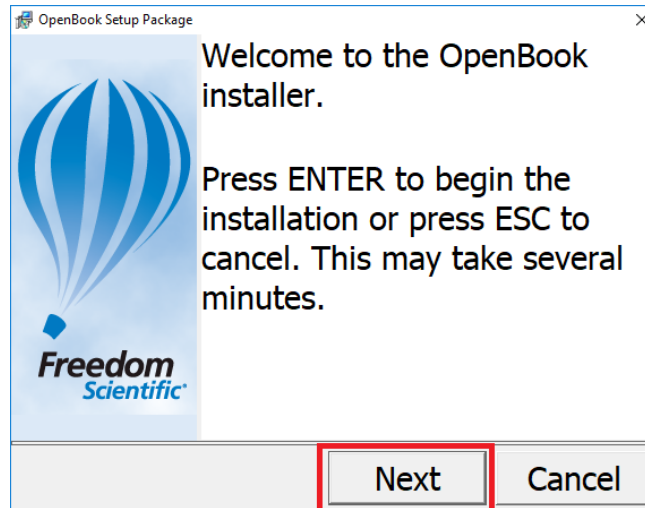 OpenBook Setup Package
Welcome to the OpenBook
installer.
Press ENTER to begin the
installation or press ESC to
cancel. This may take several
minutes.
Freedom
Scientific®
Next
Cancel